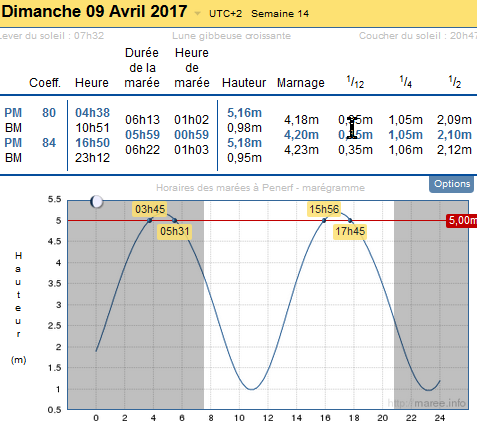 Dimanche 09 Avril 2017 UTC+2 Semaine 14
Lever du soleil : 07h32 Lune gibbeuse croissante Coucher du soleil : 20h47
Coeff. Heure Durée de la marée Heure de marée Hauteur Marnage 1/12 1/4 1/2
PM 80 04h38 5,16m
06h13 01h02 4,18m 1,05m 2,09m
BM 10h51 0,98m
05h59 00h59 4,20m 1,05m 2,10m
PM 84 16h50 5,18m
06h22 01h03 4,23m 0,35m 1,06m 2,12m
BM 23h12 0,95m
Options
Horaires des marées à Penerf - marégramme
03h45 15h56
5,00m
05h31 17h45
Hauteur (m)
5.5
5
4.5
4
3.5
3
2.5
2
1.5
1
0.5
http://maree.info
0 2 4 6 8 10 12 14 16 18 20 22 24